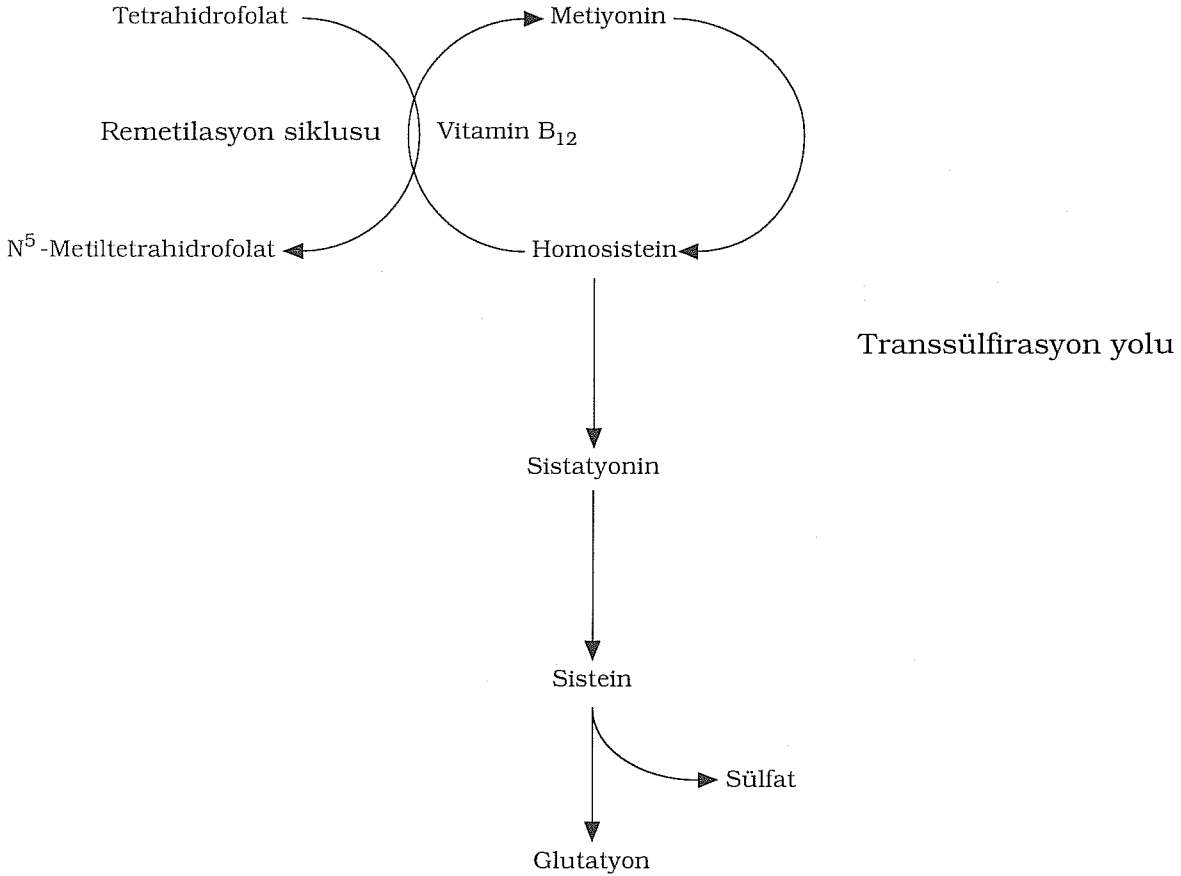 Tetrahidrofolat
Metiyonin
Remetilasyon siklusu
Vitamin B12
N5-Metiltetrahidrofolat
Homosistein
Transsülfirasyon yolu
Sistatyonin
Sistein
Sülfat
Glutatyon